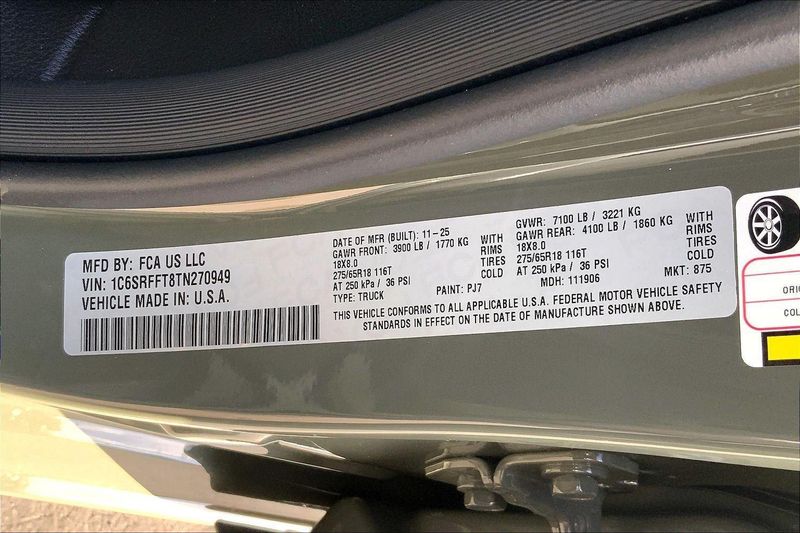 MFD BY: FCA US LLC
VIN: 1C6SRFFT8TN270949
VEHICLE MADE IN U.S.A.
DATE OF MFR (BUILT): 11-25
GAWR FRONT: 3900 LB / 1770 KG WITH
18X8.0 RIMS
275/65R18 116T TIRES
AT 250 kPa / 36 PSI COLD
TYPE: TRUCK PAINT: PJ7
GVWR: 7100 LB / 3221 KG
GAWR REAR: 4100 LB / 1860 KG WITH
18X8.0 RIMS
275/65R18 116T TIRES
AT 250 kPa / 36 PSI COLD
MDH: 111906 MKT: 875
THIS VEHICLE CONFORMS TO ALL APPLICABLE U.S.A. FEDERAL MOTOR VEHICLE SAFETY
STANDARDS IN EFFECT ON THE DATE OF MANUFACTURE SHOWN ABOVE.